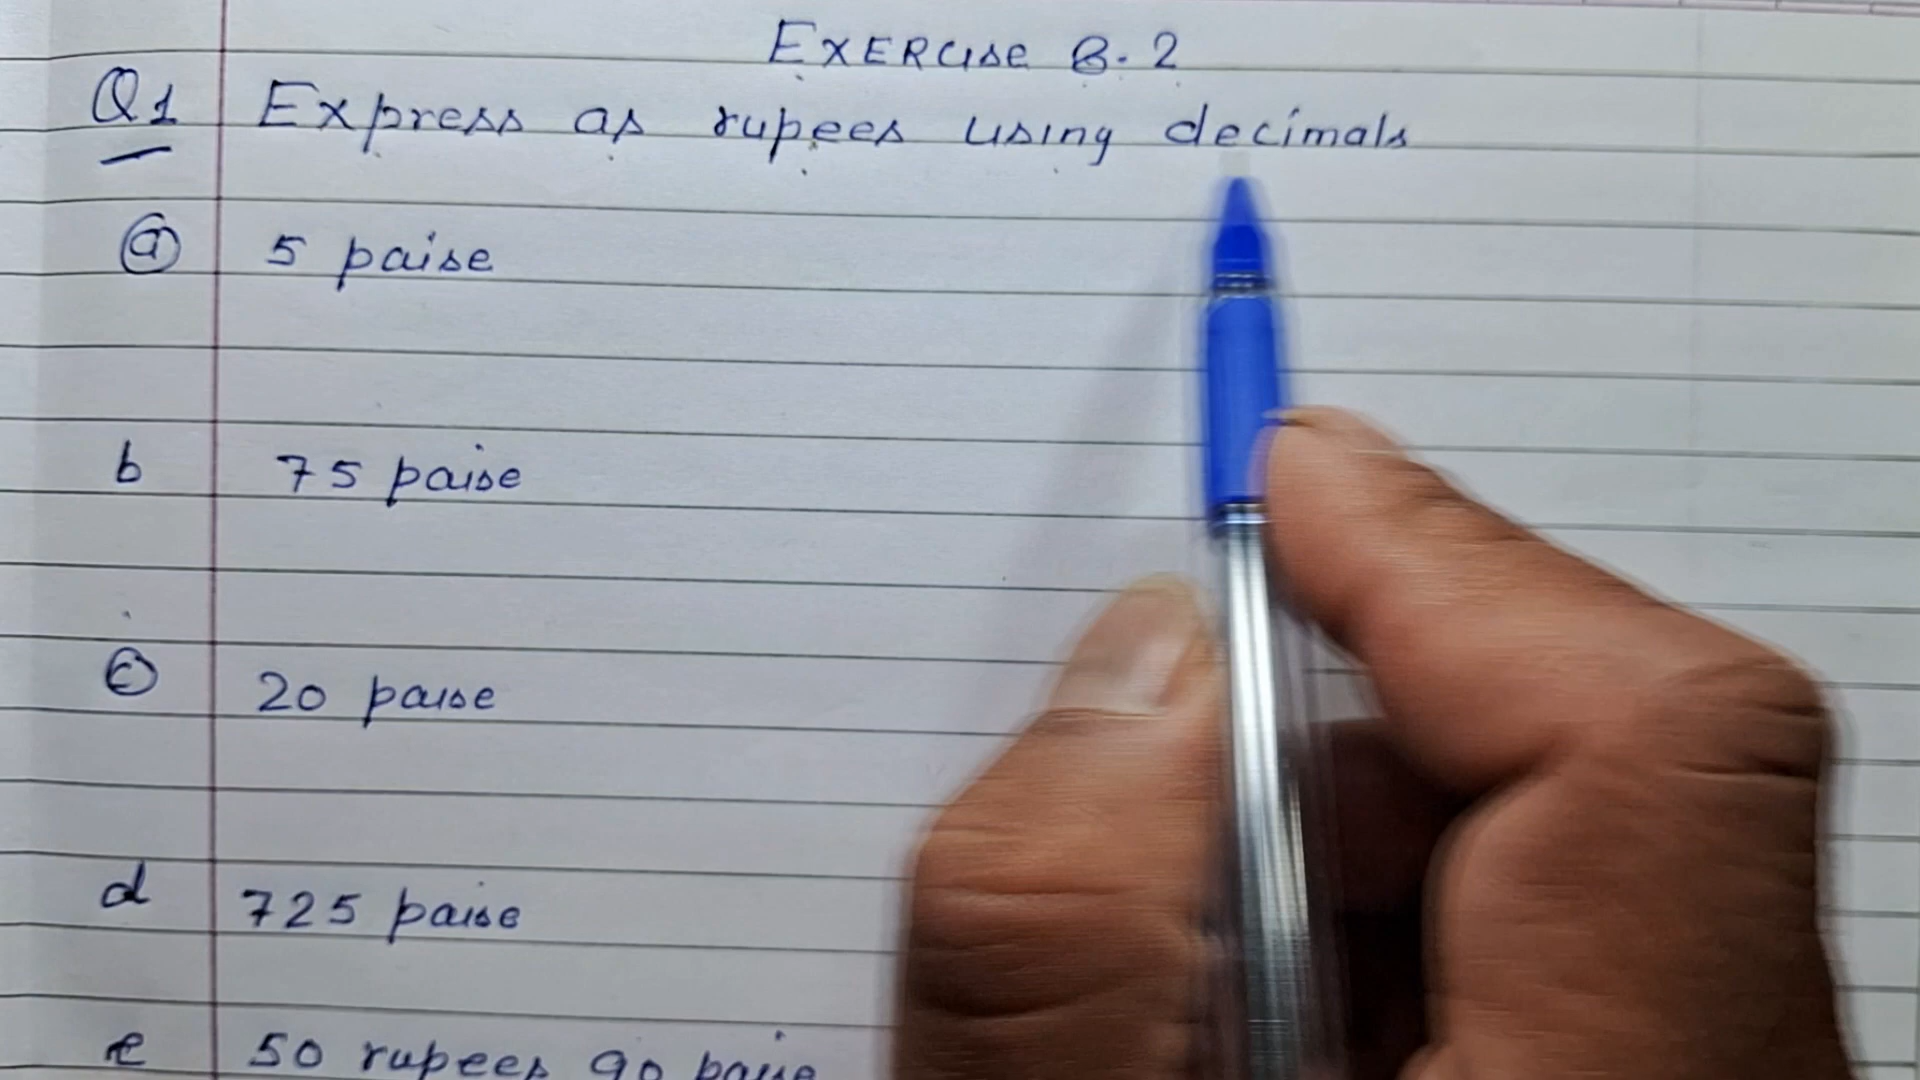 EXERCISE 8.2
Q1 Express as rupees using decimals
a 5 paise
b 75 paise
c 20 paise
d 725 paise
e 50 rupees 90 paise